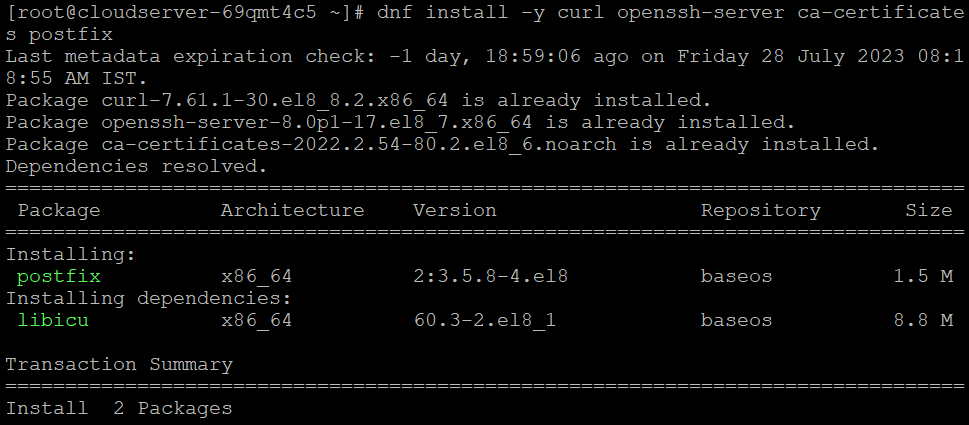 [root@cloudserver-69qmt4c5 ~]# dnf install -y curl openssh-server ca-certificate
s postfix
Last metadata expiration check: -1 day, 18:59:06 ago on Friday 28 July 2023 08:1
8:55 AM IST.
Package curl-7.61.1-30.el8_8.2.x86_64 is already installed.
Package openssh-server-8.0p1-17.el8_7.x86_64 is already installed.
Package ca-certificates-2022.2.54-80.2.el8_6.noarch is already installed.
Dependencies resolved.
================================================================================
 Package          Architecture    Version                 Repository       Size
================================================================================
Installing:
 postfix          x86_64          2:3.5.8-4.el8           baseos          1.5 M
Installing dependencies:
 libicu           x86_64          60.3-2.el8_1            baseos          8.8 M

Transaction Summary
================================================================================
Install  2 Packages